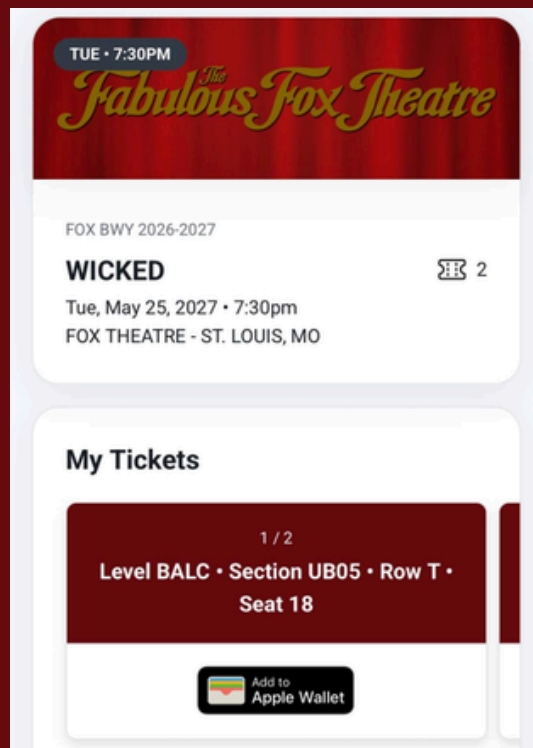 TUE • 7:30PM
The
Fabulous Fox Theatre
FOX BWY 2026-2027
WICKED
2
Tue, May 25, 2027 • 7:30pm
FOX THEATRE - ST. LOUIS, MO
My Tickets
1 / 2
Level BALC • Section UB05 • Row T •
Seat 18
Add to
Apple Wallet